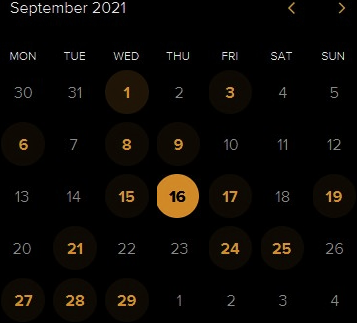 September 2021
MON TUE WED THU FRI SAT SUN
30 31 1 2 3 4 5
6 7 8 9 10 11 12
13 14 15 16 17 18 19
20 21 22 23 24 25 26
27 28 29 1 2 3 4